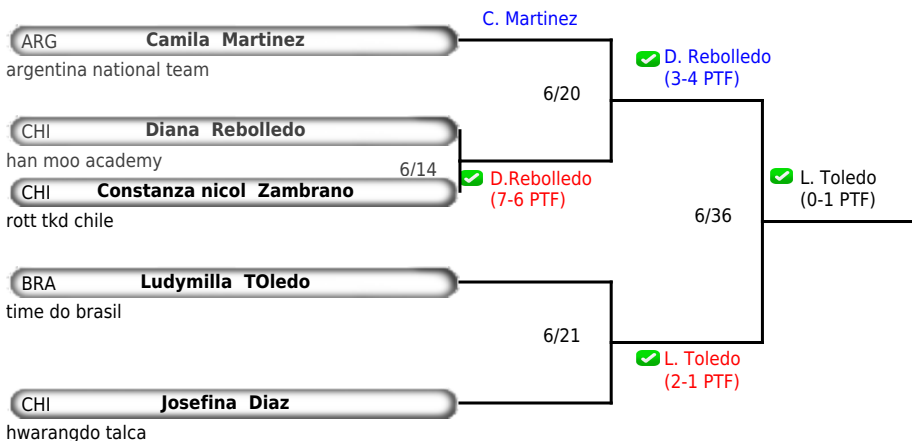 C. Martinez
ARG Camila Martinez
argentina national team
D. Rebolledo
(3-4 PTF)
6/20
CHI Diana Rebolledo
han moo academy
6/14
D.Rebolledo
(7-6 PTF)
CHI Constanza nicol Zambrano
rott tkd chile
L. Toledo
(0-1 PTF)
6/36
BRA Ludymilla TOledo
time do brasil
6/21
L. Toledo
(2-1 PTF)
CHI Josefina Diaz
hwarangdo talca